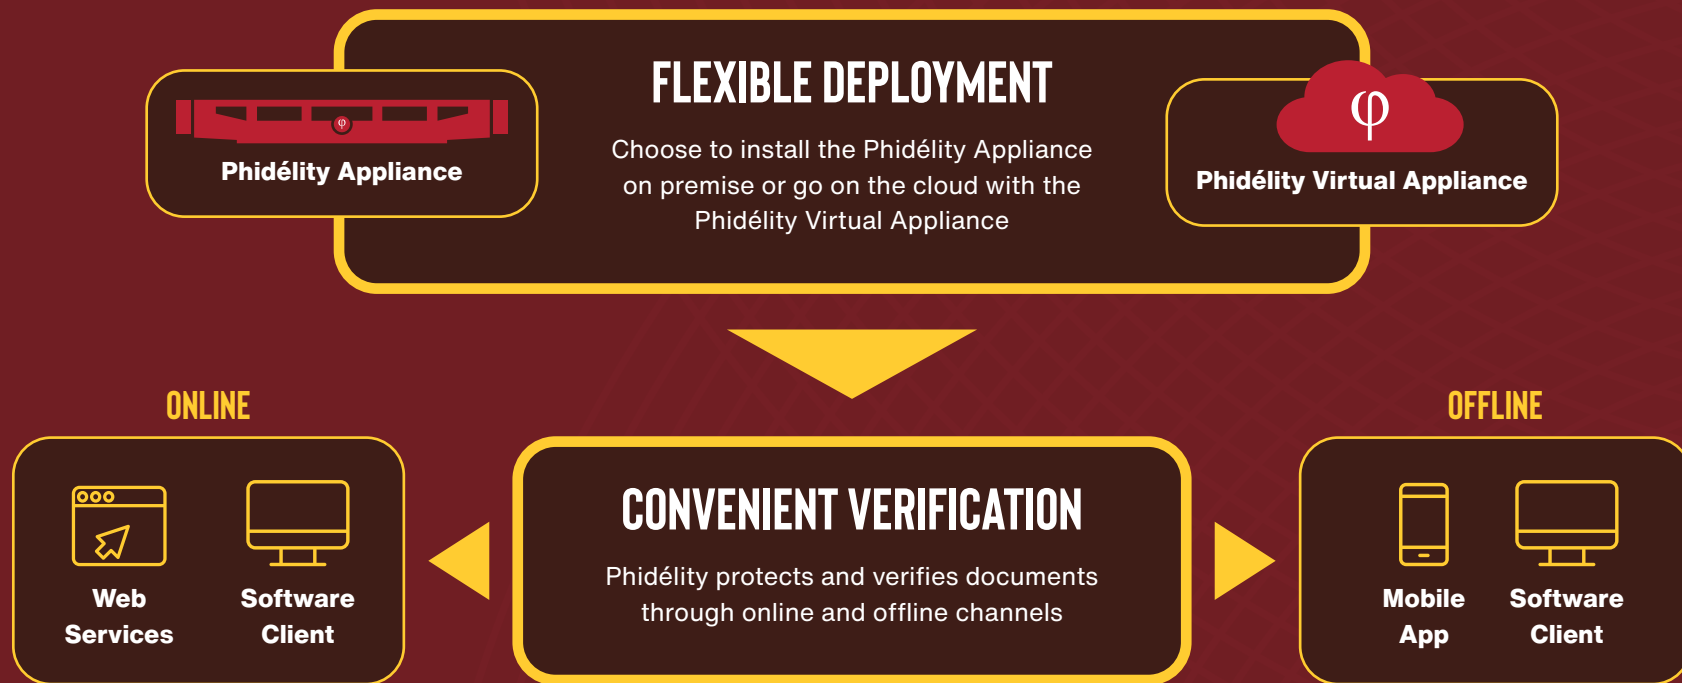 FLEXIBLE DEPLOYMENT
Choose to install the Phidélity Appliance
on premise or go on the cloud with the
Phidélity Virtual Appliance
φ
Phidélity Appliance
φ
Phidélity Virtual Appliance
ONLINE
Web
Services
Software
Client
CONVENIENT VERIFICATION
Phidélity protects and verifies documents
through online and offline channels
OFFLINE
Mobile
App
Software
Client